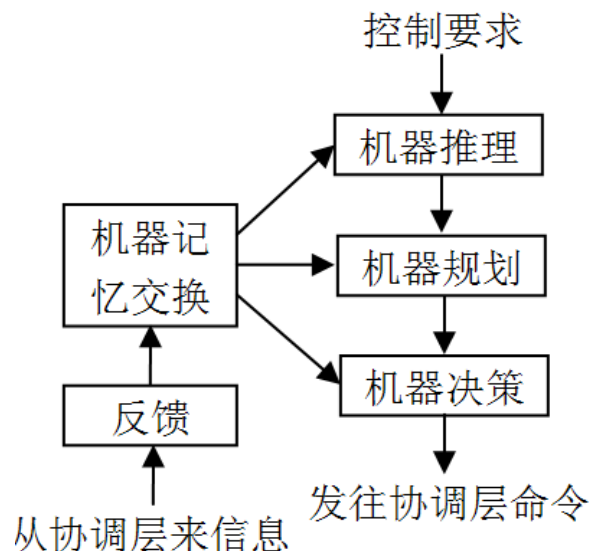 控制要求
机器推理
机器记
忆交换
机器规划
机器决策
反馈
发往协调层命令
从协调层来信息